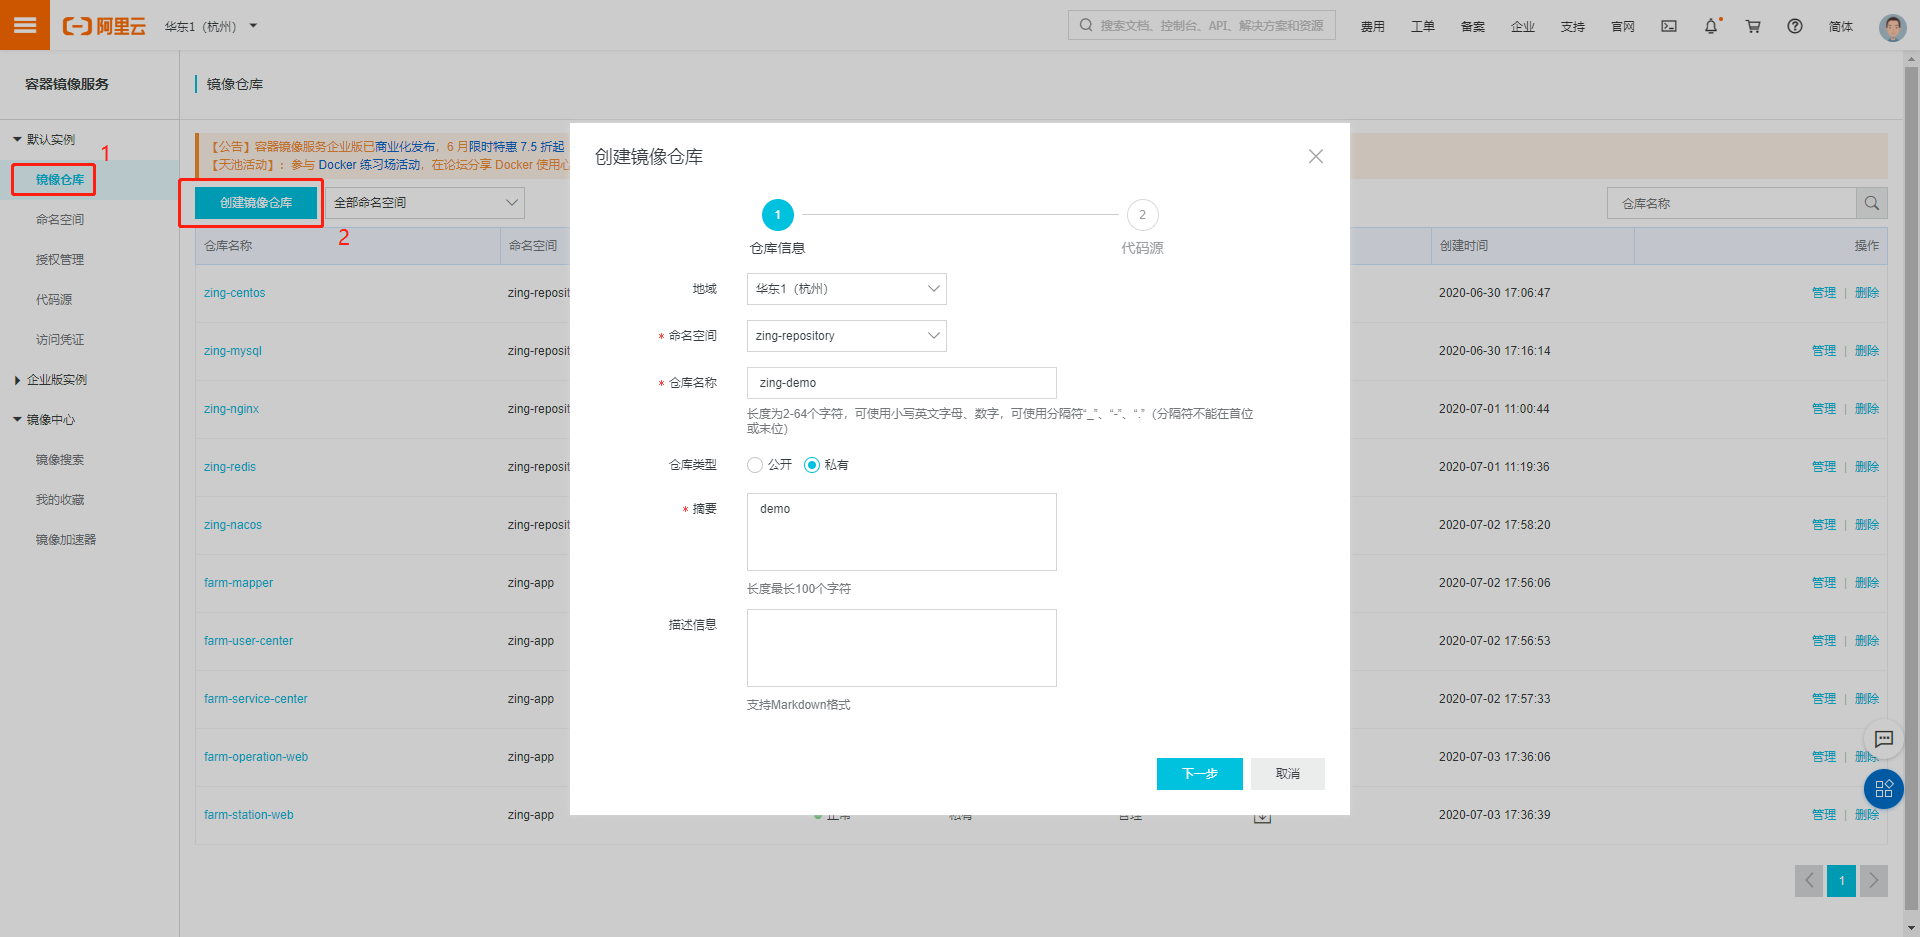 阿里云
华东1（杭州）
搜索文档、控制台、API、解决方案和资源
费用
工单
备案
企业
支持
官网
简体
容器镜像服务
默认实例
1
镜像仓库
命名空间
授权管理
代码源
访问凭证
企业版实例
镜像中心
镜像搜索
我的收藏
镜像加速器
镜像仓库
【公告】容器镜像服务企业版已商业化发布，6 月限时特惠 7.5 折起
【天池活动】：参与 Docker 练习场活动，在论坛分享 Docker 使用心
创建镜像仓库
全部命名空间
2
仓库名称
仓库名称
命名空间
创建时间
操作
zing-centos
zing-reposit
2020-06-30 17:06:47
管理 | 删除
zing-mysql
zing-reposit
2020-06-30 17:16:14
管理 | 删除
zing-nginx
zing-reposit
2020-07-01 11:00:44
管理 | 删除
zing-redis
zing-reposit
2020-07-01 11:19:36
管理 | 删除
zing-nacos
zing-reposit
2020-07-02 17:58:20
管理 | 删除
farm-mapper
zing-app
2020-07-02 17:56:06
管理 | 删除
farm-user-center
zing-app
2020-07-02 17:56:53
管理 | 删除
farm-service-center
zing-app
2020-07-02 17:57:33
管理 | 删除
farm-operation-web
zing-app
2020-07-03 17:36:06
管理 | 删除
farm-station-web
zing-app
正常
私有
管理
2020-07-03 17:36:39
管理 | 删除
1
创建镜像仓库
1
仓库信息
2
代码源
地域
华东1（杭州）
* 命名空间
zing-repository
* 仓库名称
zing-demo
长度为2-64个字符，可使用小写英文字母、数字，可使用分隔符“_”、“-”、“.”（分隔符不能在首位
或末位）
仓库类型
公开
私有
* 摘要
demo
长度最长100个字符
描述信息
支持Markdown格式
下一步
取消